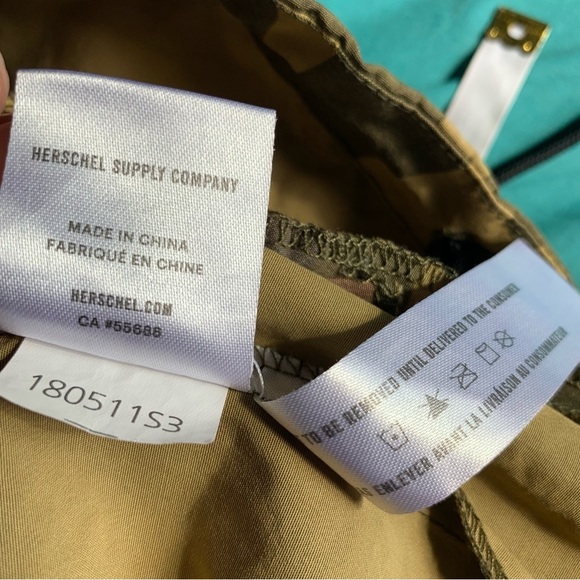 HERSCHEL SUPPLY COMPANY
MADE IN CHINA
FABRIQUÉ EN CHINE
HERSCHEL.COM
CA #55686
180511S3
TO BE REMOVED UNTIL DELIVERED TO THE CONSUMER
ENLEVER AVANT LA LIVRAISON AU CONSOMMATEUR